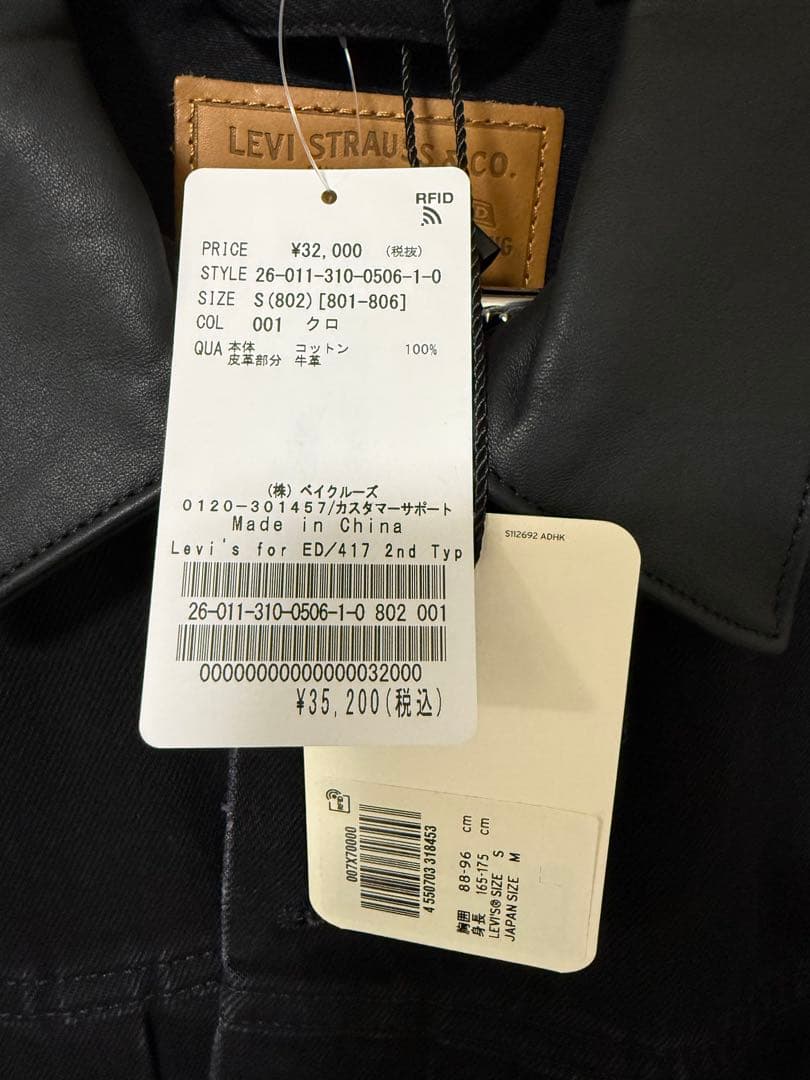 LEVI STRAUSS & CO.
RFID
PRICE ¥32,000 (税抜)
STYLE 26-011-310-0506-1-0
SIZE S(802)[801-806]
COL 001 クロ
QUA 本体 コットン 100%
皮革部分 牛革
(株)ベイクルーズ
0120-301457/カスタマーサポート
Made in China
Levi's for ED/417 2nd Typ
26-011-310-0506-1-0 802 001
00000000000000032000
¥35,200(税込)
S112692 ADHK
RFID
007X70000
4 550703 318453
胸囲 88-96 cm
身長 165-175 cm
LEVI'S® SIZE S
JAPAN SIZE M